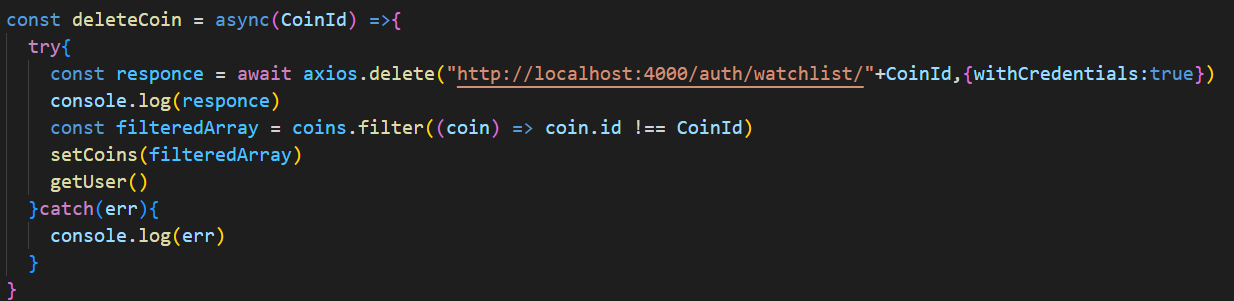 const deleteCoin = async(CoinId) =>{
try{
const responce = await axios.delete("http://localhost:4000/auth/watchlist/"+CoinId,{withCredentials:true})
console.log(responce)
const filteredArray = coins.filter((coin) => coin.id !== CoinId)
setCoins(filteredArray)
getUser()
}catch(err){
console.log(err)
}
}